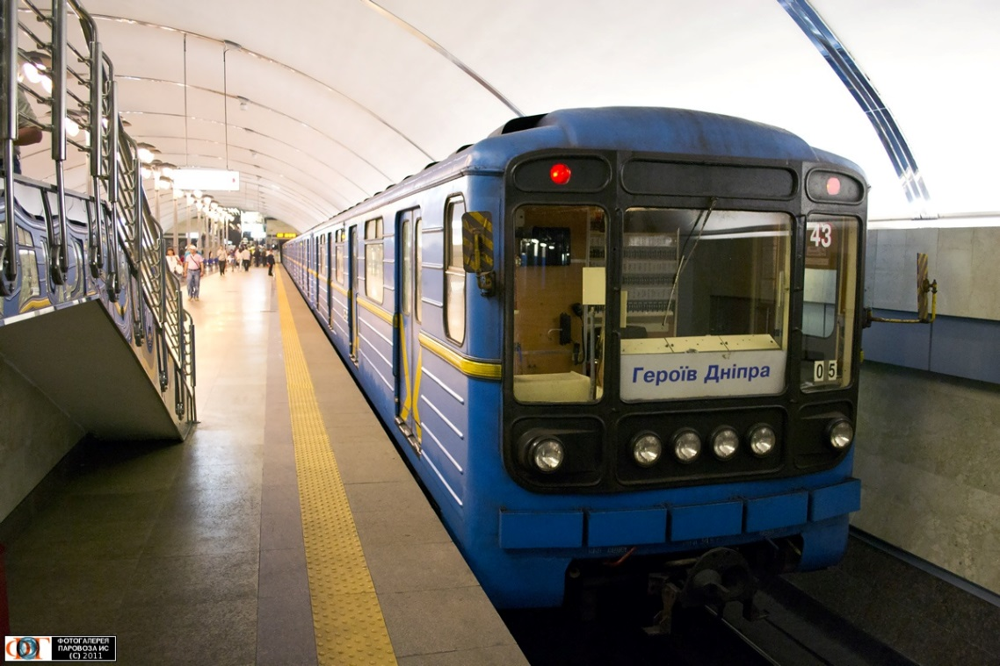 43
Героїв Дніпра
05
ФОТОГАЛЕРЕЯ
ПАРОВОЗА ИС
(С) 2011